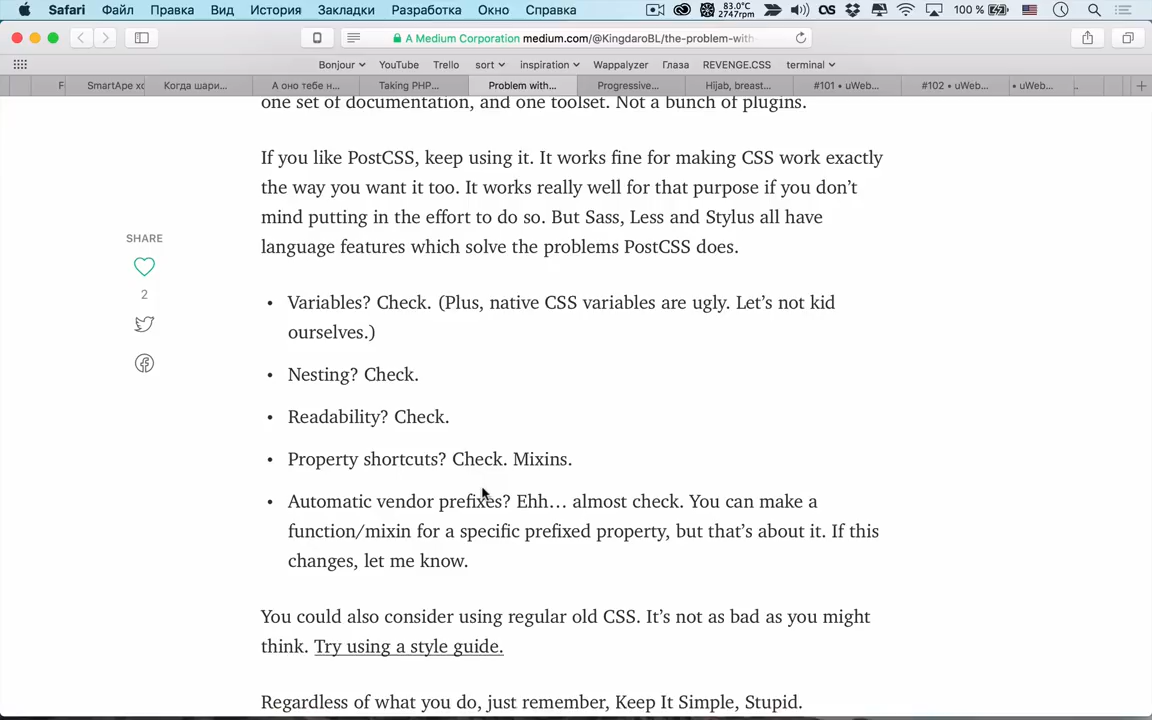 Safari Файл Правка Вид История Закладки Разработка Окно Справка 83.0°C 2747rpm 100 %
A Medium Corporation medium.com/@KingdaroBL/the-problem-with-
Bonjour YouTube Trello sort inspiration Wappalyzer Глаза REVENGE.CSS terminal
F SmartApe хо Когда шари... А оно тебе н... Taking PHP... Problem with... Progressive... Hijab, breast... #101 • uWeb... #102 • uWeb... • uWeb...
one set of documentation, and one toolset. Not a bunch of plugins.
If you like PostCSS, keep using it. It works fine for making CSS work exactly
the way you want it too. It works really well for that purpose if you don’t
mind putting in the effort to do so. But Sass, Less and Stylus all have
language features which solve the problems PostCSS does.
SHARE
2
• Variables? Check. (Plus, native CSS variables are ugly. Let’s not kid
ourselves.)
• Nesting? Check.
• Readability? Check.
• Property shortcuts? Check. Mixins.
• Automatic vendor prefixes? Ehh… almost check. You can make a
function/mixin for a specific prefixed property, but that’s about it. If this
changes, let me know.
You could also consider using regular old CSS. It’s not as bad as you might
think. Try using a style guide.
Regardless of what you do, just remember, Keep It Simple, Stupid.